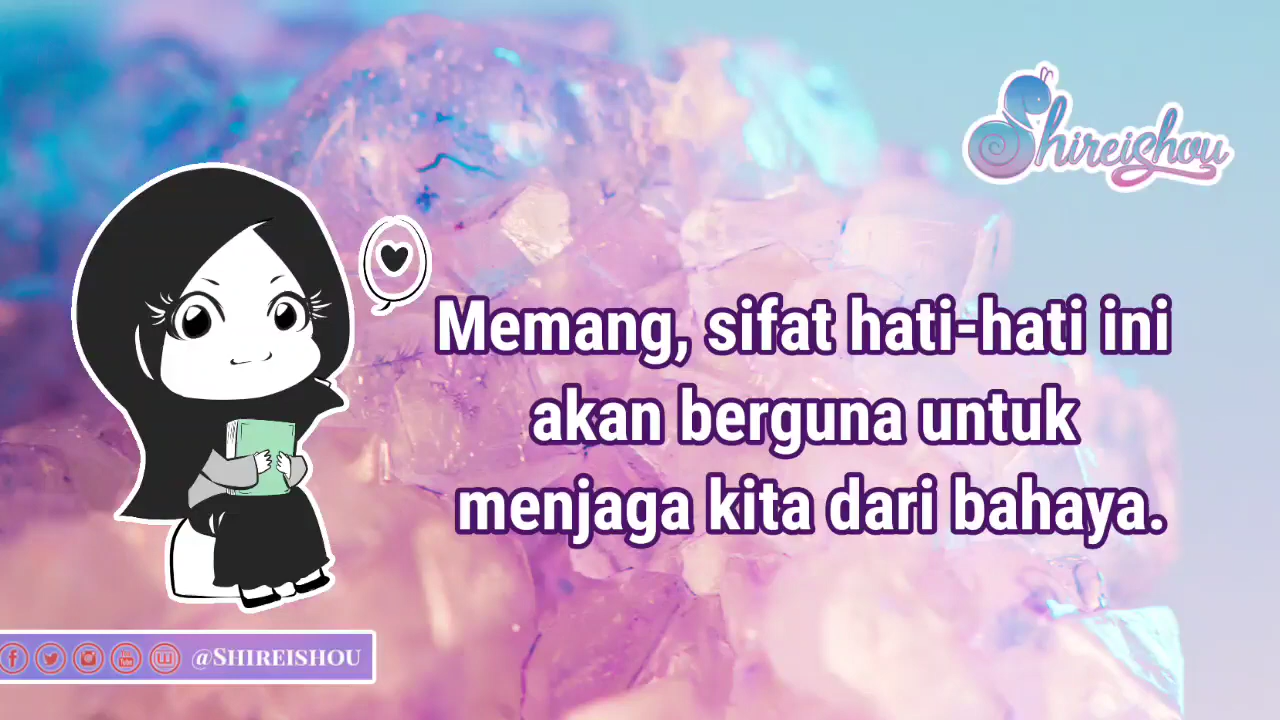 Shireishou
Memang, sifat hati-hati ini
akan berguna untuk
menjaga kita dari bahaya.
@SHIREISHOU